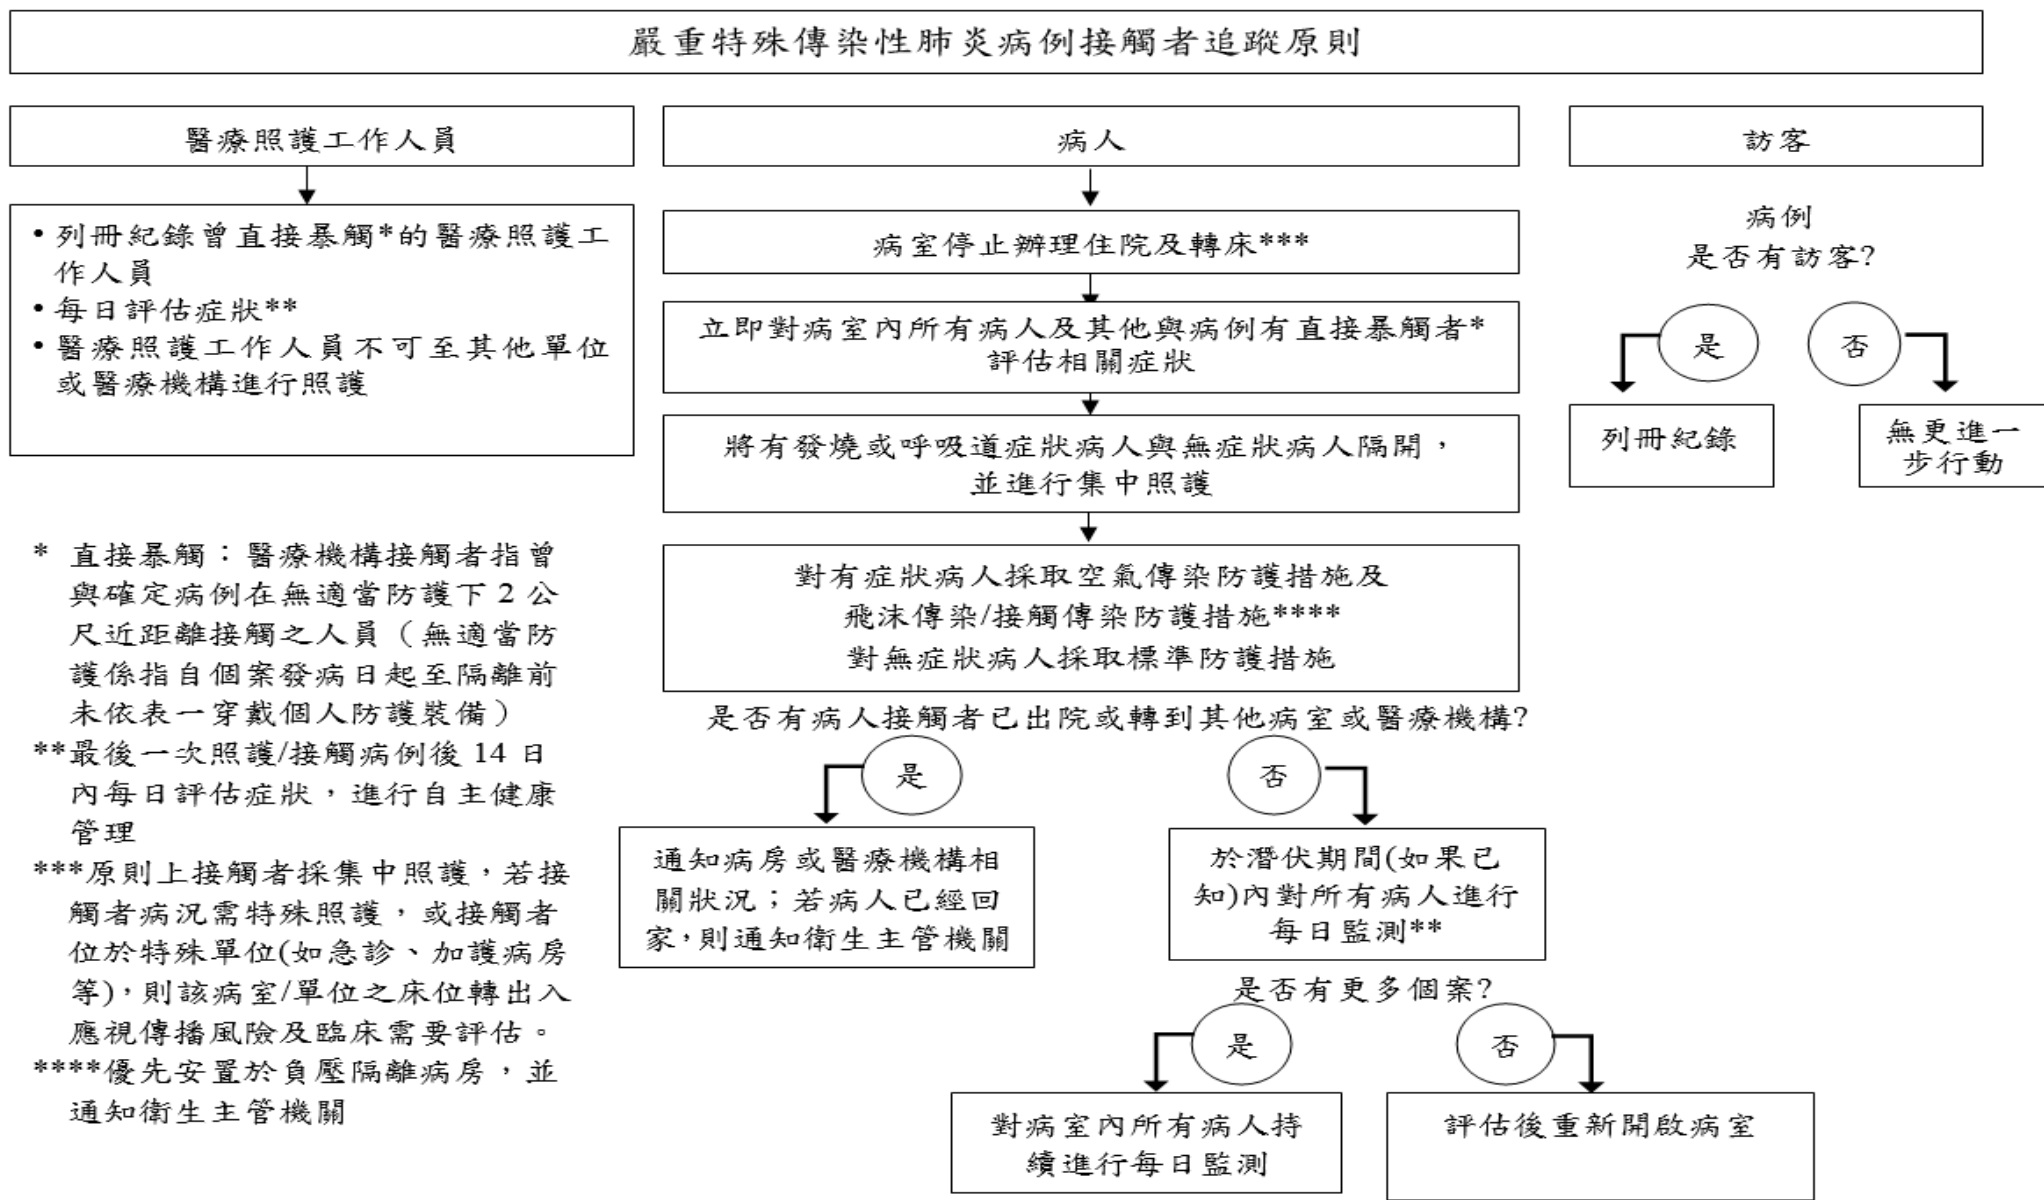 嚴重特殊傳染性肺炎病例接觸者追蹤原則
醫療照護工作人員
• 列冊紀錄曾直接暴觸*的醫療照護工
作人員
• 每日評估症狀**
• 醫療照護工作人員不可至其他單位
或醫療機構進行照護
* 直接暴觸：醫療機構接觸者指曾
與確定病例在無適當防護下 2 公
尺近距離接觸之人員（無適當防
護係指自個案發病日起至隔離前
未依表一穿戴個人防護裝備）
**最後一次照護/接觸病例後 14 日
內每日評估症狀，進行自主健康
管理
***原則上接觸者採集中照護，若接
觸者病況需特殊照護，或接觸者
位於特殊單位(如急診、加護病房
等)，則該病室/單位之床位轉出入
應視傳播風險及臨床需要評估。
****優先安置於負壓隔離病房，並
通知衛生主管機關
病人
病室停止辦理住院及轉床***
立即對病室內所有病人及其他與病例有直接暴觸者*
評估相關症狀
將有發燒或呼吸道症狀病人與無症狀病人隔開，
並進行集中照護
對有症狀病人採取空氣傳染防護措施及
飛沫傳染/接觸傳染防護措施****
對無症狀病人採取標準防護措施
是否有病人接觸者已出院或轉到其他病室或醫療機構?
是
否
通知病房或醫療機構相
關狀況；若病人已經回
家，則通知衛生主管機關
於潛伏期間(如果已
知)內對所有病人進行
每日監測**
是否有更多個案?
是
否
對病室內所有病人持
續進行每日監測
評估後重新開啟病室
訪客
病例
是否有訪客?
是
否
列冊紀錄
無更進一
步行動